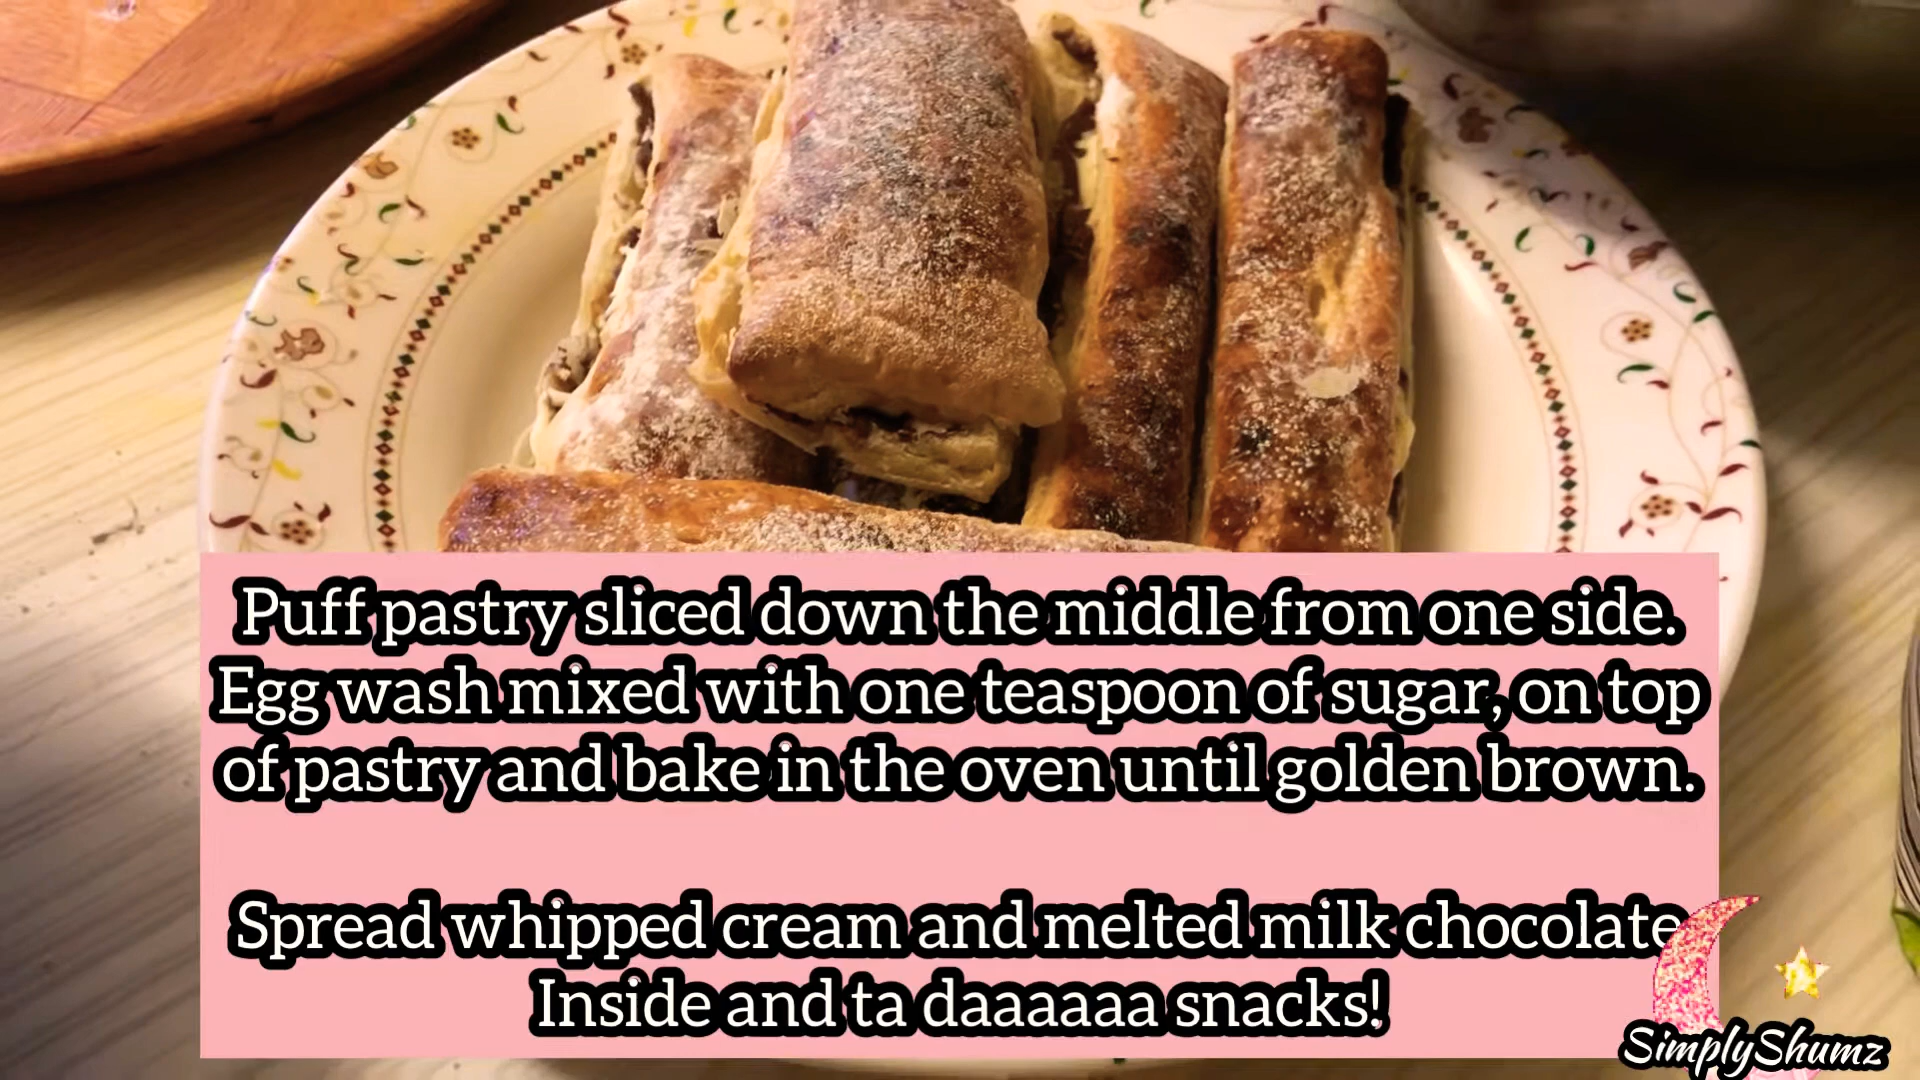 Puff pastry sliced down the middle from one side.
Egg wash mixed with one teaspoon of sugar, on top
of pastry and bake in the oven until golden brown.
Spread whipped cream and melted milk chocolate
Inside and ta daaaaaa snacks!
SimplyShumz